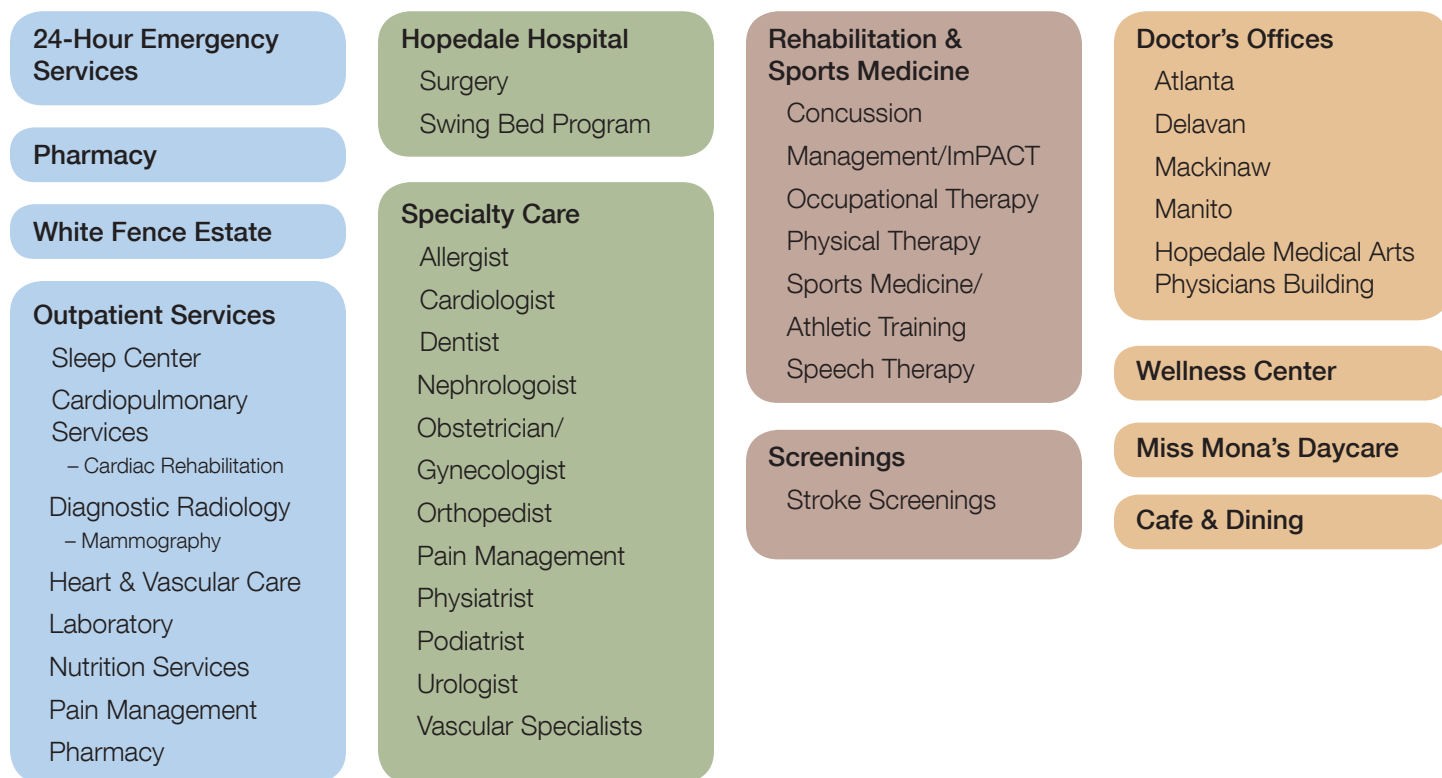 24-Hour Emergency
Services
Pharmacy
White Fence Estate
Outpatient Services
Sleep Center
Cardiopulmonary
Services
– Cardiac Rehabilitation
Diagnostic Radiology
– Mammography
Heart & Vascular Care
Laboratory
Nutrition Services
Pain Management
Pharmacy
Hopedale Hospital
Surgery
Swing Bed Program
Specialty Care
Allergist
Cardiologist
Dentist
Nephrologoist
Obstetrician/
Gynecologist
Orthopedist
Pain Management
Physiatrist
Podiatrist
Urologist
Vascular Specialists
Rehabilitation &
Sports Medicine
Concussion
Management/ImPACT
Occupational Therapy
Physical Therapy
Sports Medicine/
Athletic Training
Speech Therapy
Screenings
Stroke Screenings
Doctor’s Offices
Atlanta
Delavan
Mackinaw
Manito
Hopedale Medical Arts
Physicians Building
Wellness Center
Miss Mona’s Daycare
Cafe & Dining